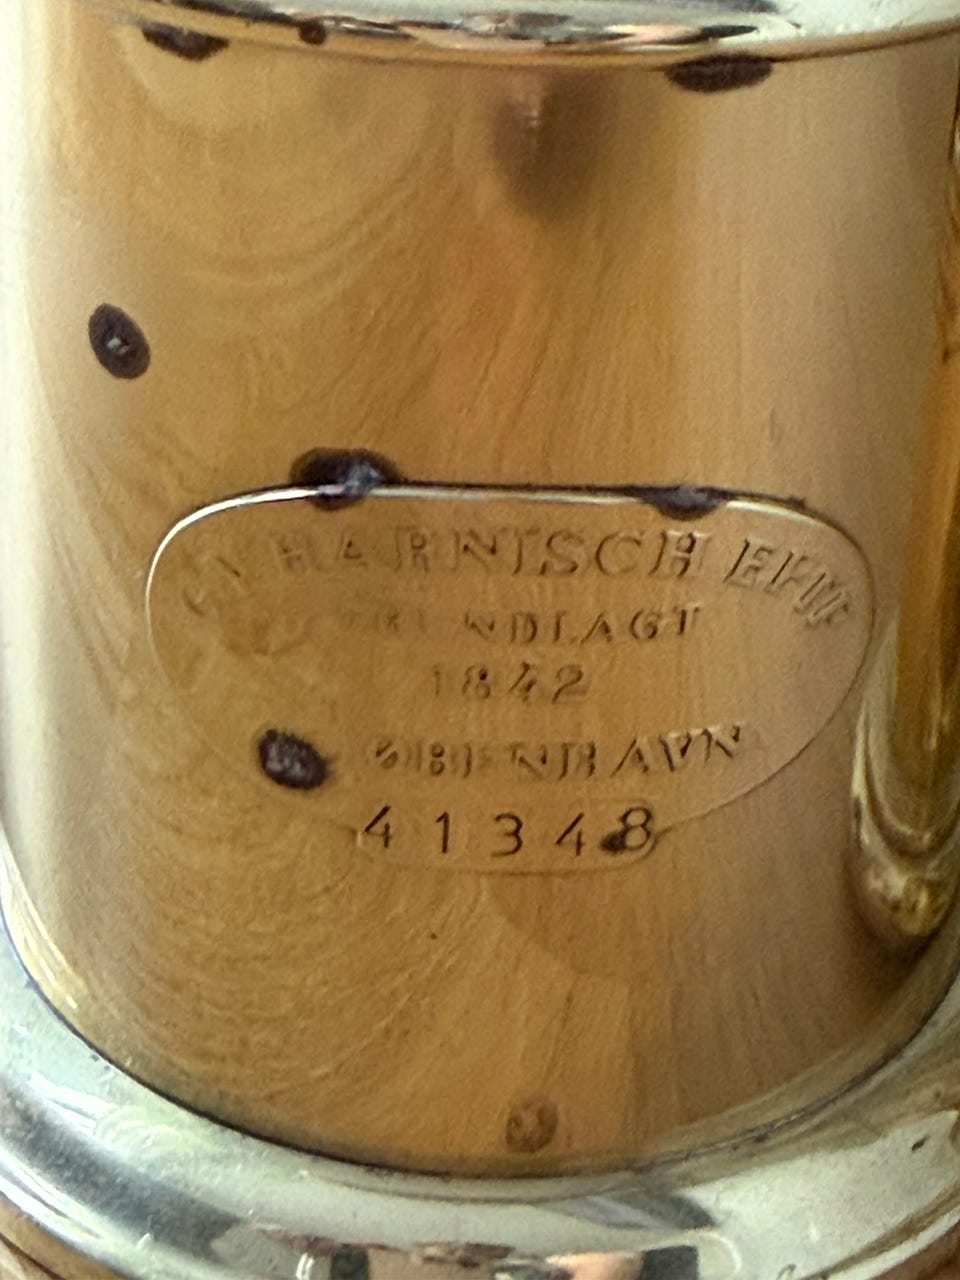 HARNISCH EFTF
GRUNDLAGT
1842
KØBENHAVN
41348